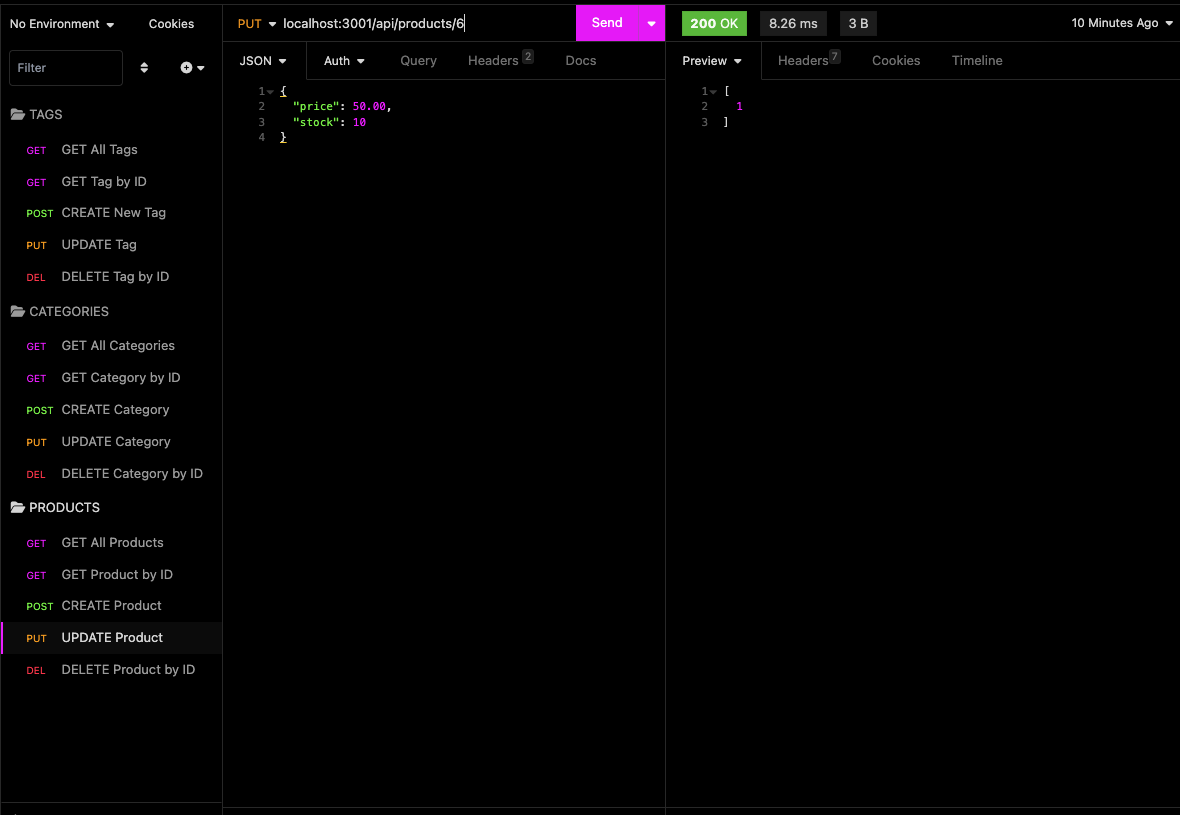 No Environment Cookies
PUT localhost:3001/api/products/6 Send
200 OK 8.26 ms 3 B 10 Minutes Ago
Filter
TAGS
GET GET All Tags
GET GET Tag by ID
POST CREATE New Tag
PUT UPDATE Tag
DEL DELETE Tag by ID
CATEGORIES
GET GET All Categories
GET GET Category by ID
POST CREATE Category
PUT UPDATE Category
DEL DELETE Category by ID
PRODUCTS
GET GET All Products
GET GET Product by ID
POST CREATE Product
PUT UPDATE Product
DEL DELETE Product by ID
JSON Auth Query Headers 2 Docs
1 {
2 "price": 50.00,
3 "stock": 10
4 }
Preview Headers 7 Cookies Timeline
1 [
2 1
3 ]